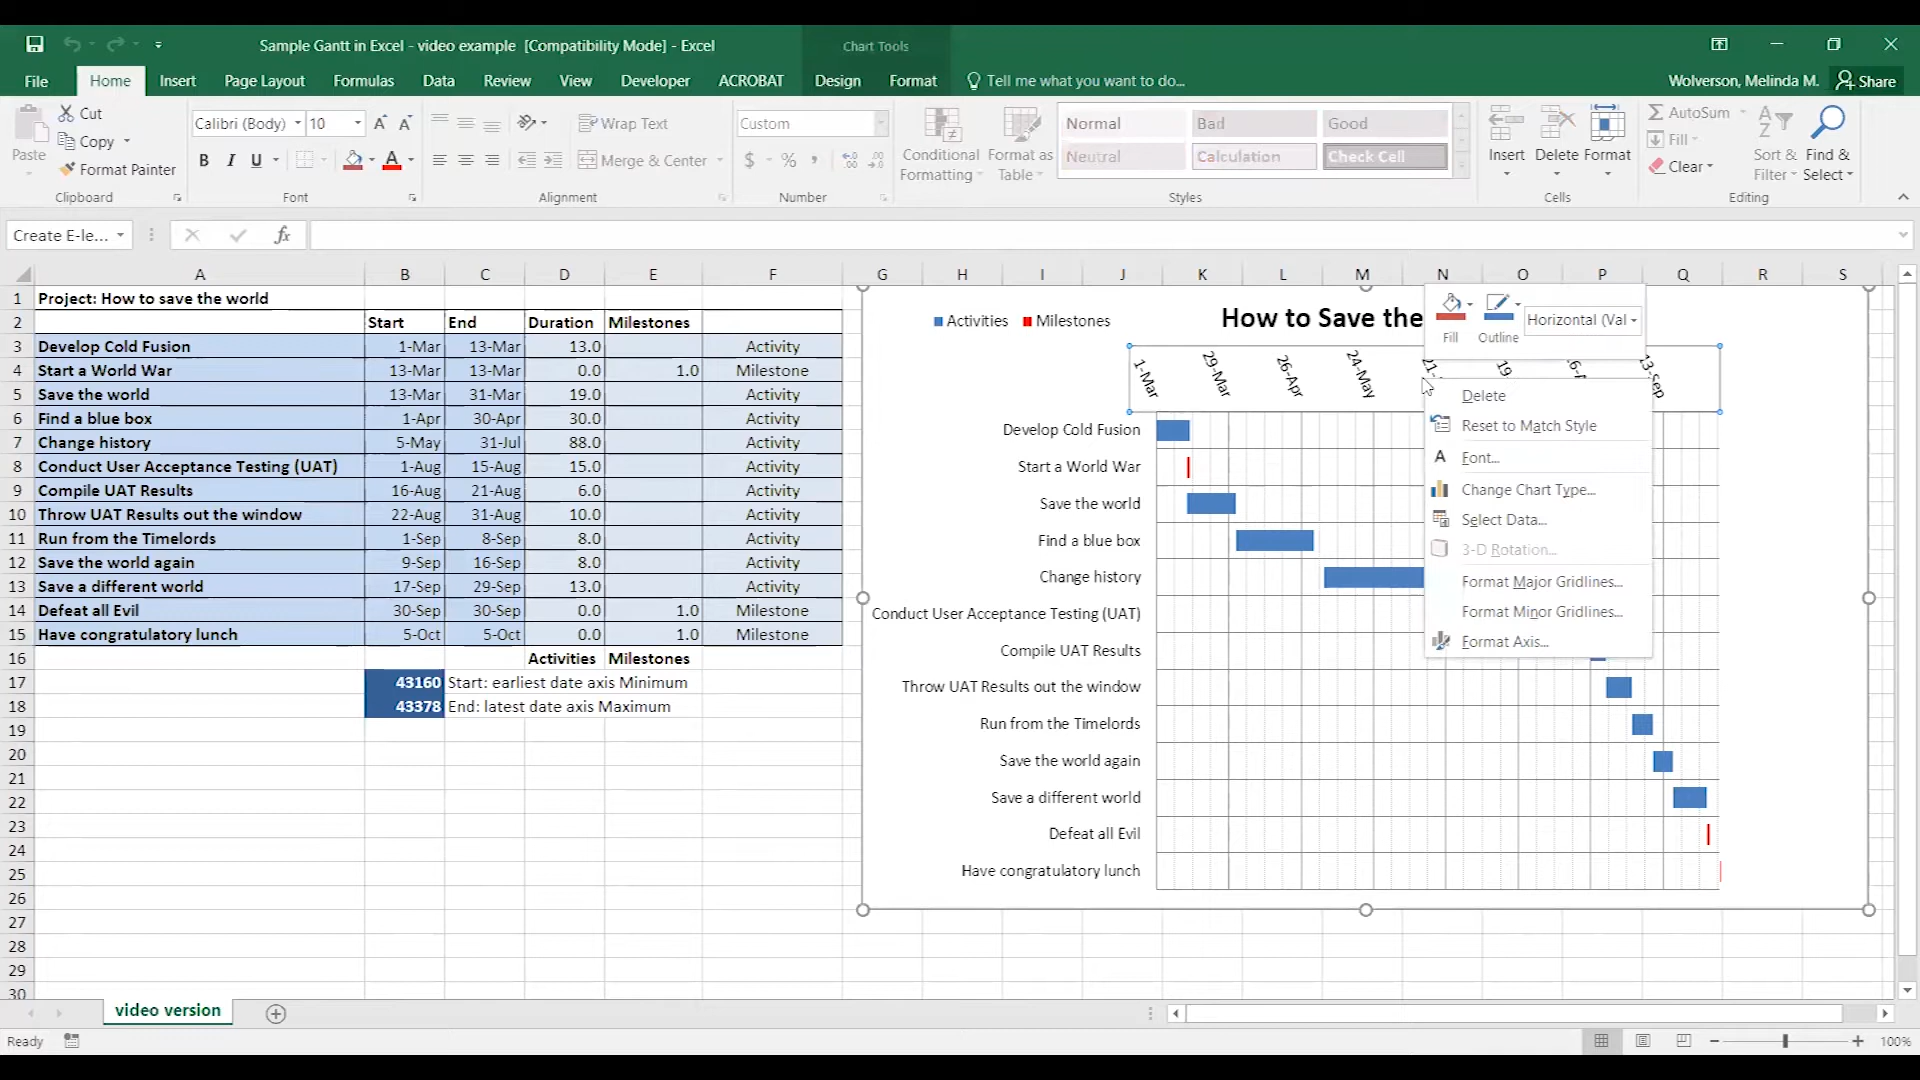 Sample Gantt in Excel - video example [Compatibility Mode] - Excel
Chart Tools
File Home Insert Page Layout Formulas Data Review View Developer ACROBAT Design Format Tell me what you want to do... Wolverson, Melinda M. Share
Paste
Cut
Copy
Format Painter
Clipboard
Calibri (Body) 10
B I U
Font
Wrap Text
Merge & Center
Alignment
Custom
$ % ,
Number
Conditional Formatting
Format as Table
Normal Bad Good
Neutral Calculation Check Cell
Styles
Insert Delete Format
Cells
AutoSum
Fill
Clear
Sort & Filter
Find & Select
Editing
Create E-le... fx
A B C D E F G H I J K L M N O P Q R S
1 Project: How to save the world
2 Start End Duration Milestones
3 Develop Cold Fusion 1-Mar 13-Mar 13.0 Activity
4 Start a World War 13-Mar 13-Mar 0.0 1.0 Milestone
5 Save the world 13-Mar 31-Mar 19.0 Activity
6 Find a blue box 1-Apr 30-Apr 30.0 Activity
7 Change history 5-May 31-Jul 88.0 Activity
8 Conduct User Acceptance Testing (UAT) 1-Aug 15-Aug 15.0 Activity
9 Compile UAT Results 16-Aug 21-Aug 6.0 Activity
10 Throw UAT Results out the window 22-Aug 31-Aug 10.0 Activity
11 Run from the Timelords 1-Sep 8-Sep 8.0 Activity
12 Save the world again 9-Sep 16-Sep 8.0 Activity
13 Save a different world 17-Sep 29-Sep 13.0 Activity
14 Defeat all Evil 30-Sep 30-Sep 0.0 1.0 Milestone
15 Have congratulatory lunch 5-Oct 5-Oct 0.0 1.0 Milestone
16 Activities Milestones
17 43160 Start: earliest date axis Minimum
18 43378 End: latest date axis Maximum
19
20
21
22
23
24
25
26
27
28
29
30
Activities Milestones
How to Save the
1-Mar 29-Mar 26-Apr 24-May 13-Sep
Develop Cold Fusion
Start a World War
Save the world
Find a blue box
Change history
Conduct User Acceptance Testing (UAT)
Compile UAT Results
Throw UAT Results out the window
Run from the Timelords
Save the world again
Save a different world
Defeat all Evil
Have congratulatory lunch
Fill Outline Horizontal (Val
Delete
Reset to Match Style
Font...
Change Chart Type...
Select Data...
3-D Rotation...
Format Major Gridlines...
Format Minor Gridlines...
Format Axis...
video version
Ready
100%